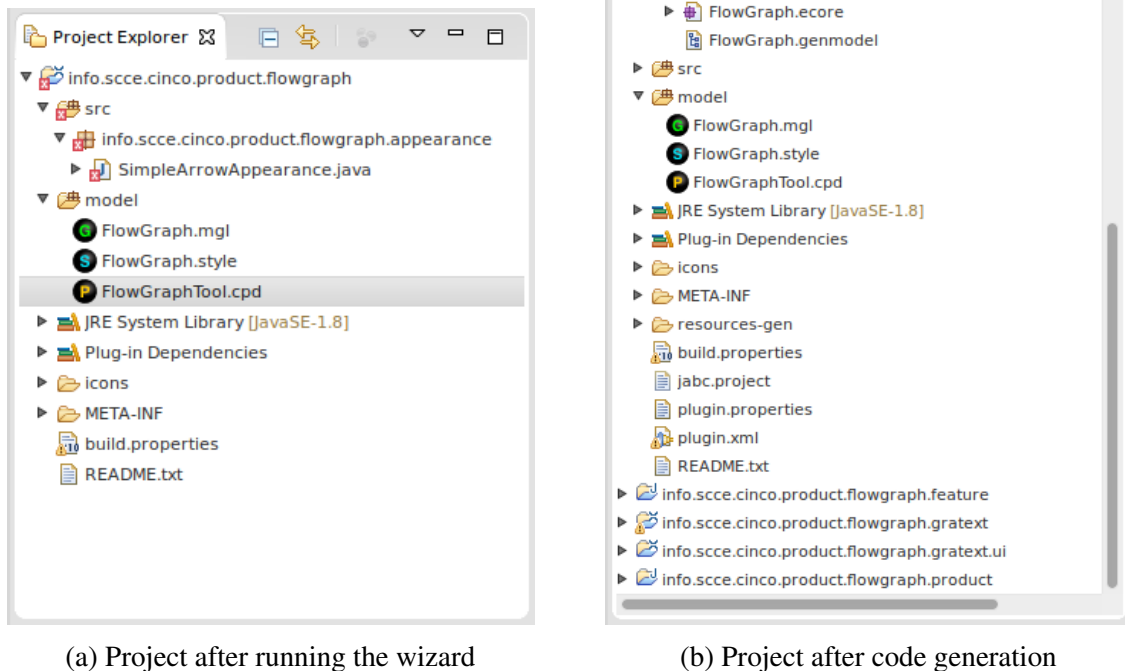 Project Explorer
info.scce.cinco.product.flowgraph
src
info.scce.cinco.product.flowgraph.appearance
SimpleArrowAppearance.java
model
FlowGraph.mgl
FlowGraph.style
FlowGraphTool.cpd
JRE System Library [JavaSE-1.8]
Plug-in Dependencies
icons
META-INF
build.properties
README.txt
(a) Project after running the wizard
FlowGraph.ecore
FlowGraph.genmodel
src
model
FlowGraph.mgl
FlowGraph.style
FlowGraphTool.cpd
JRE System Library [JavaSE-1.8]
Plug-in Dependencies
icons
META-INF
resources-gen
build.properties
jabc.project
plugin.properties
plugin.xml
README.txt
info.scce.cinco.product.flowgraph.feature
info.scce.cinco.product.flowgraph.gratext
info.scce.cinco.product.flowgraph.gratext.ui
info.scce.cinco.product.flowgraph.product
(b) Project after code generation